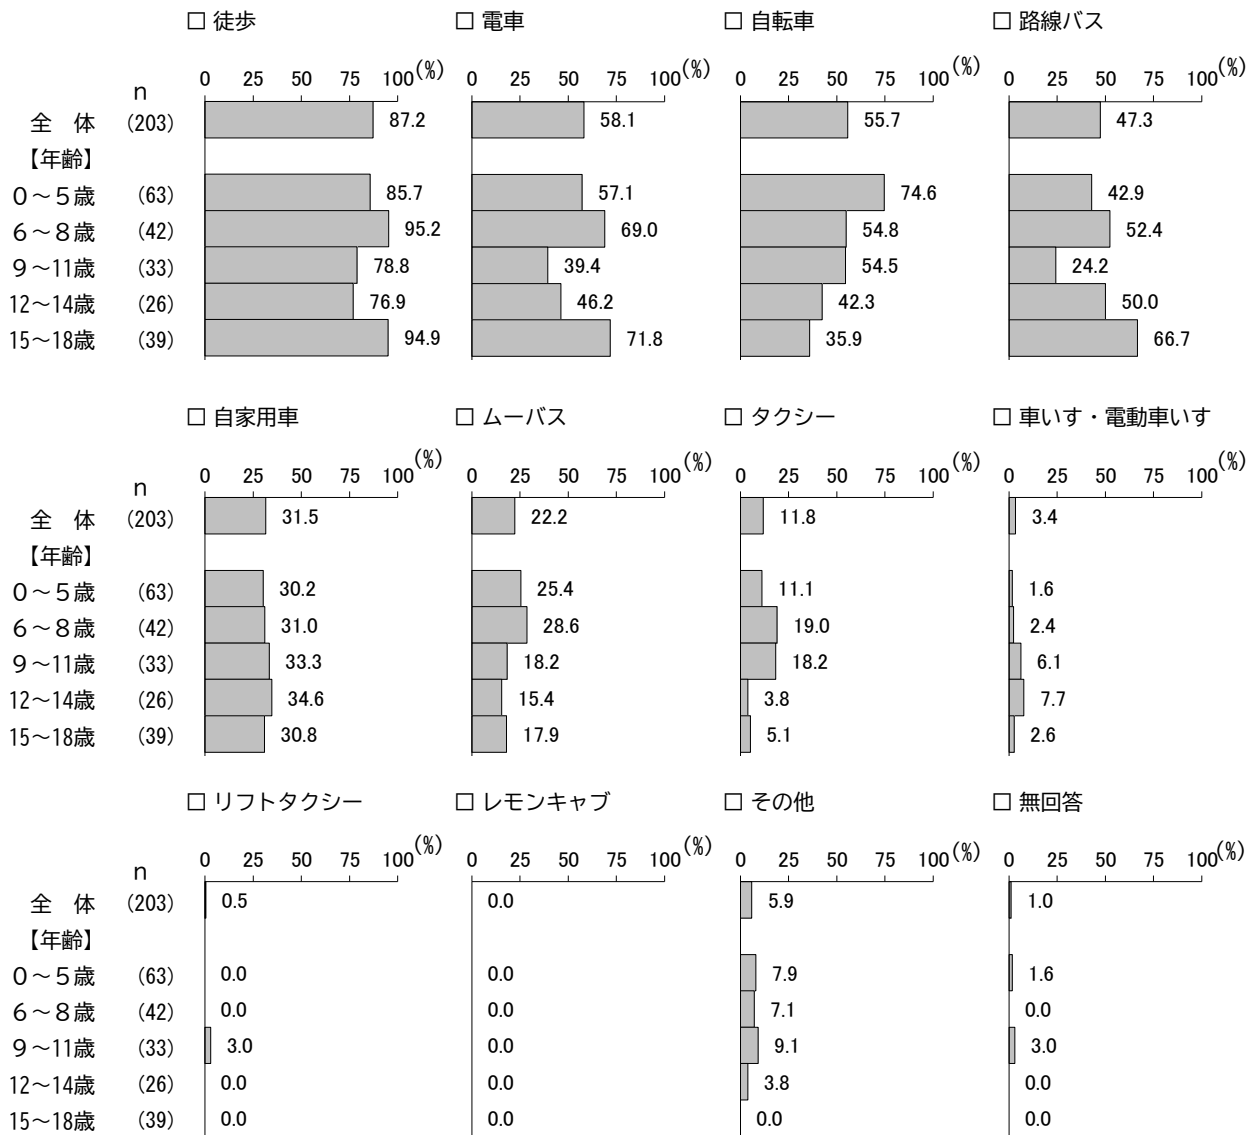 □ 徒歩 □ 電車 □ 自転車 □ 路線バス
0 25 50 75 100(%) 0 25 50 75 100(%) 0 25 50 75 100(%) 0 25 50 75 100(%)
n
全 体 (203) 87.2 58.1 55.7 47.3
【年齢】
0～5歳 (63) 85.7 57.1 74.6 42.9
6～8歳 (42) 95.2 69.0 54.8 52.4
9～11歳 (33) 78.8 39.4 54.5 24.2
12～14歳 (26) 76.9 46.2 42.3 50.0
15～18歳 (39) 94.9 71.8 35.9 66.7
□ 自家用車 □ ムーバス □ タクシー □ 車いす・電動車いす
0 25 50 75 100(%) 0 25 50 75 100(%) 0 25 50 75 100(%) 0 25 50 75 100(%)
n
全 体 (203) 31.5 22.2 11.8 3.4
【年齢】
0～5歳 (63) 30.2 25.4 11.1 1.6
6～8歳 (42) 31.0 28.6 19.0 2.4
9～11歳 (33) 33.3 18.2 18.2 6.1
12～14歳 (26) 34.6 15.4 3.8 7.7
15～18歳 (39) 30.8 17.9 5.1 2.6
□ リフトタクシー □ レモンキャブ □ その他 □ 無回答
0 25 50 75 100(%) 0 25 50 75 100(%) 0 25 50 75 100(%) 0 25 50 75 100(%)
n
全 体 (203) 0.5 0.0 5.9 1.0
【年齢】
0～5歳 (63) 0.0 0.0 7.9 1.6
6～8歳 (42) 0.0 0.0 7.1 0.0
9～11歳 (33) 3.0 0.0 9.1 3.0
12～14歳 (26) 0.0 0.0 3.8 0.0
15～18歳 (39) 0.0 0.0 0.0 0.0